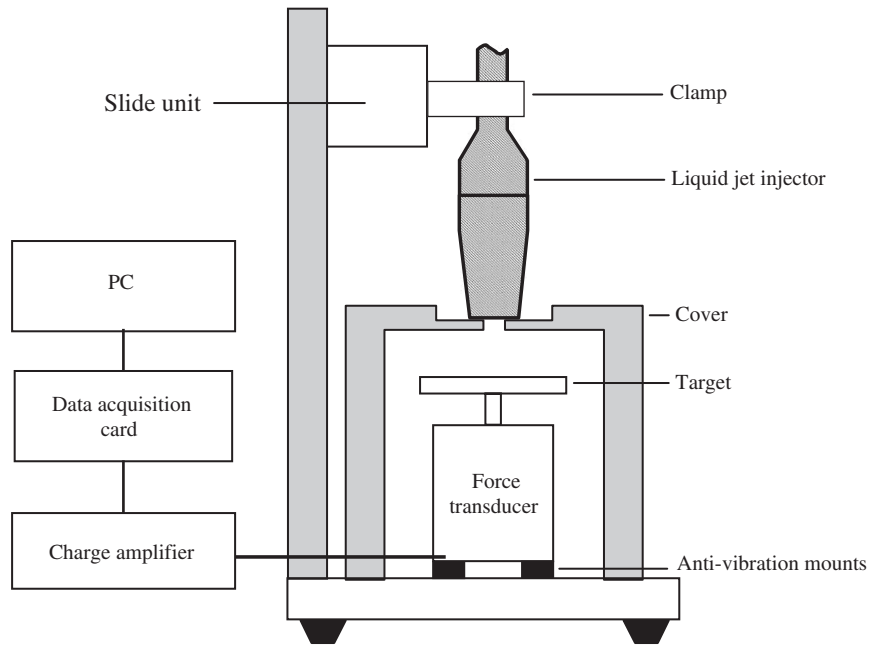 Slide unit
Clamp
Liquid jet injector
PC
Cover
Data acquisition
card
Target
Force
transducer
Charge amplifier
Anti-vibration mounts